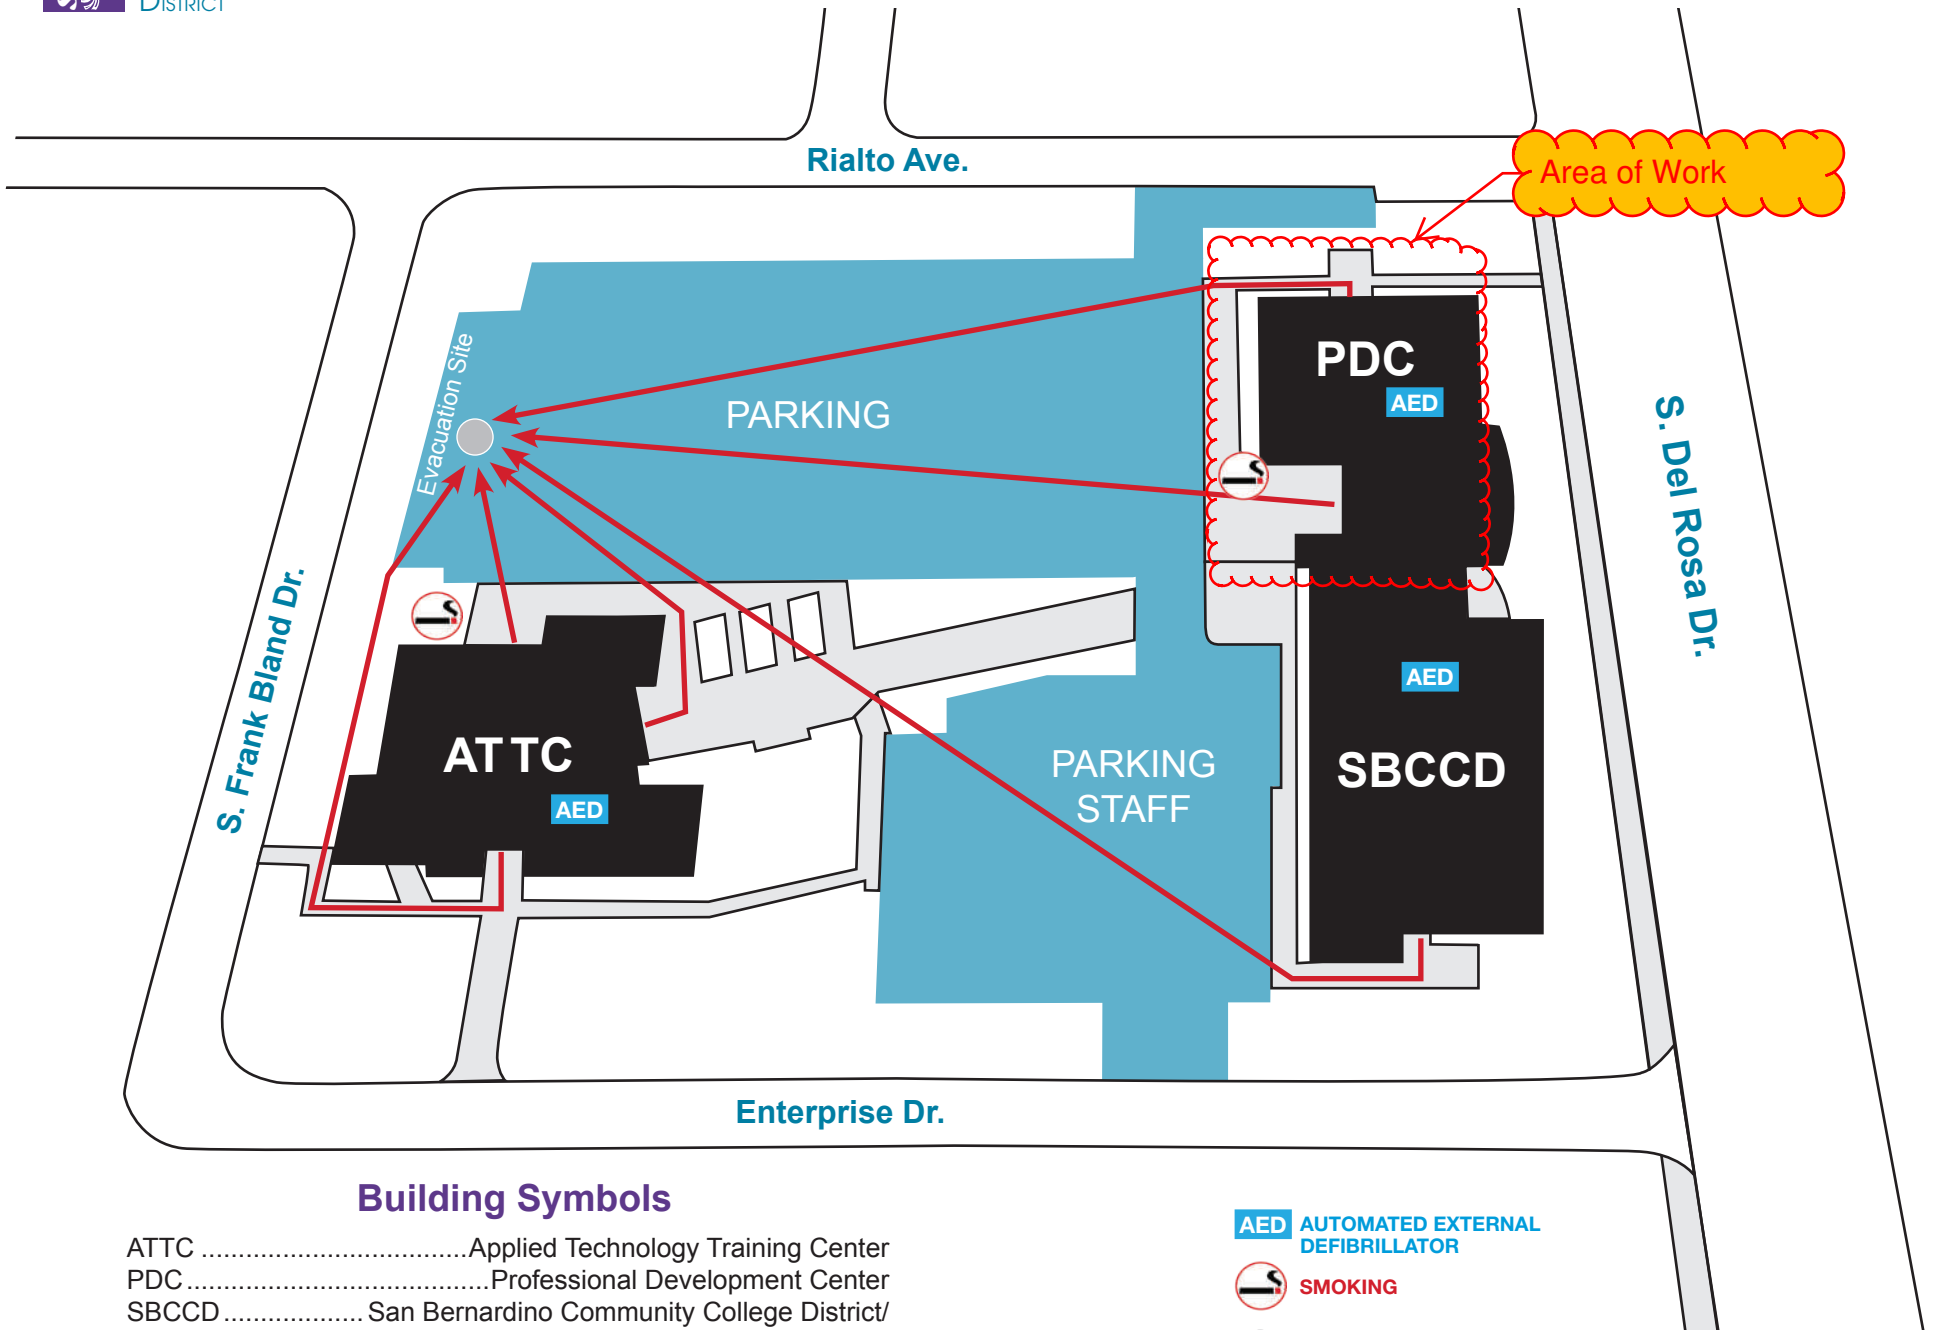 DISTRICT
Rialto Ave.
Area of Work
Evacuation Site
PARKING
PDC
AED
S. Del Rosa Dr.
S. Frank Bland Dr.
AED
ATTC
AED
PARKING
STAFF
SBCCD
Enterprise Dr.
Building Symbols
ATTC ...................................Applied Technology Training Center
PDC ........................................Professional Development Center
SBCCD ................... San Bernardino Community College District/
AED AUTOMATED EXTERNAL
DEFIBRILLATOR
SMOKING